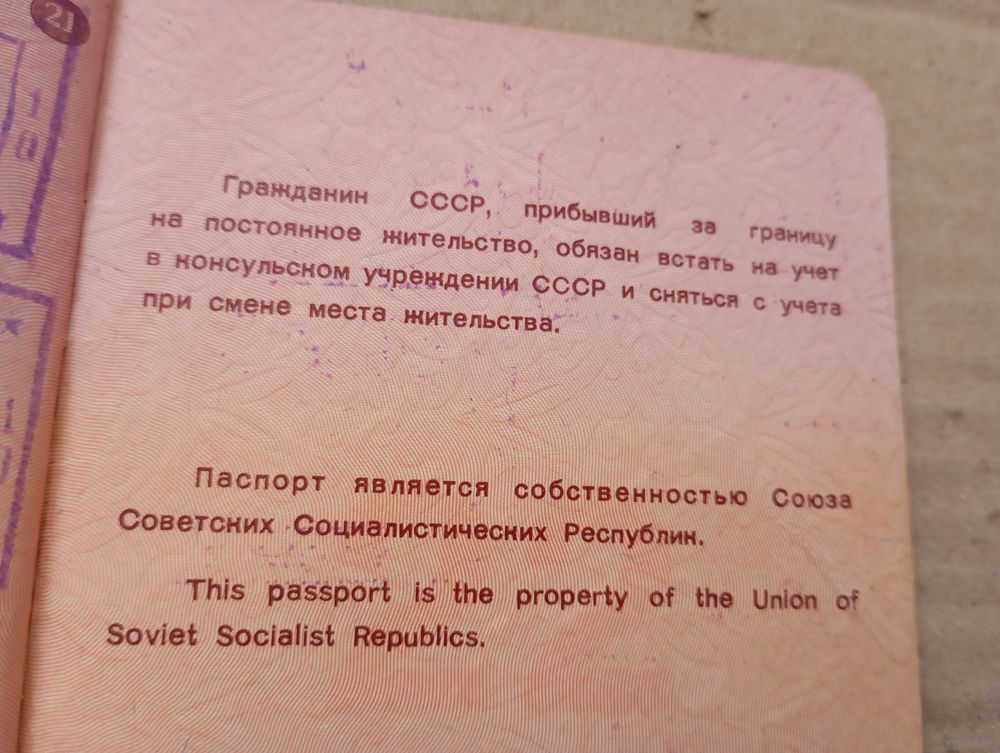 21
Гражданин СССР, прибывший за границу
на постоянное жительство, обязан встать на учет
в консульском учреждении СССР и сняться с учета
при смене места жительства.
Паспорт является собственностью Союза
Советских Социалистических Республик.
This passport is the property of the Union of
Soviet Socialist Republics.